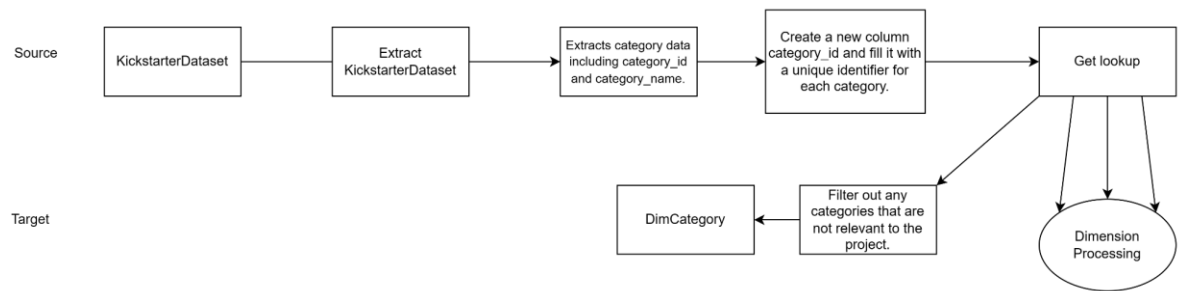 Source
KickstarterDataset
Extract
KickstarterDataset
Extracts category data
including category_id
and category_name.
Create a new column
category_id and fill it with
a unique identifier for
each category.
Get lookup
Target
DimCategory
Filter out any
categories that are
not relevant to the
project.
Dimension
Processing